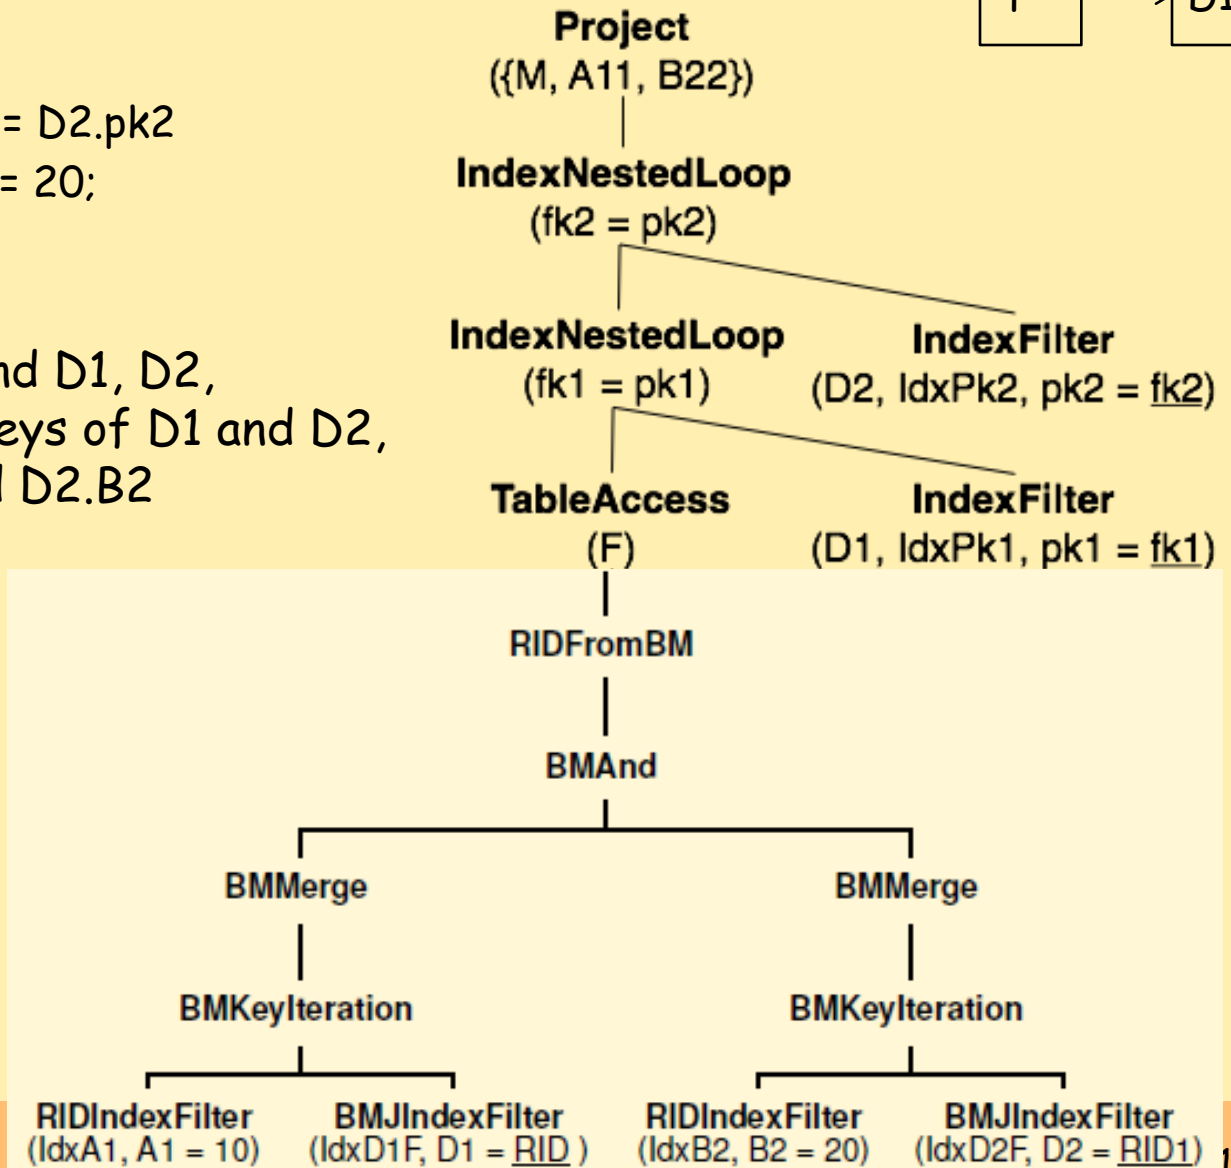 Project
({M, A11, B22})
= D2.pk2
= 20;
IndexNestedLoop
(fk2 = pk2)
D1, D2,
of D1 and D2,
D2.B2
IndexNestedLoop
(fk1 = pk1)
IndexFilter
(D2, IdxPk2, pk2 = fk2)
TableAccess
(F)
IndexFilter
(D1, IdxPk1, pk1 = fk1)
RIDFromBM
BMAnd
BMMerge
BMMerge
BMKeyIteration
BMKeyIteration
RIDIndexFilter
(IdxA1, A1 = 10)
BMJIndexFilter
(IdxD1F, D1 = RID )
RIDIndexFilter
(IdxB2, B2 = 20)
BMJIndexFilter
(IdxD2F, D2 = RID1)